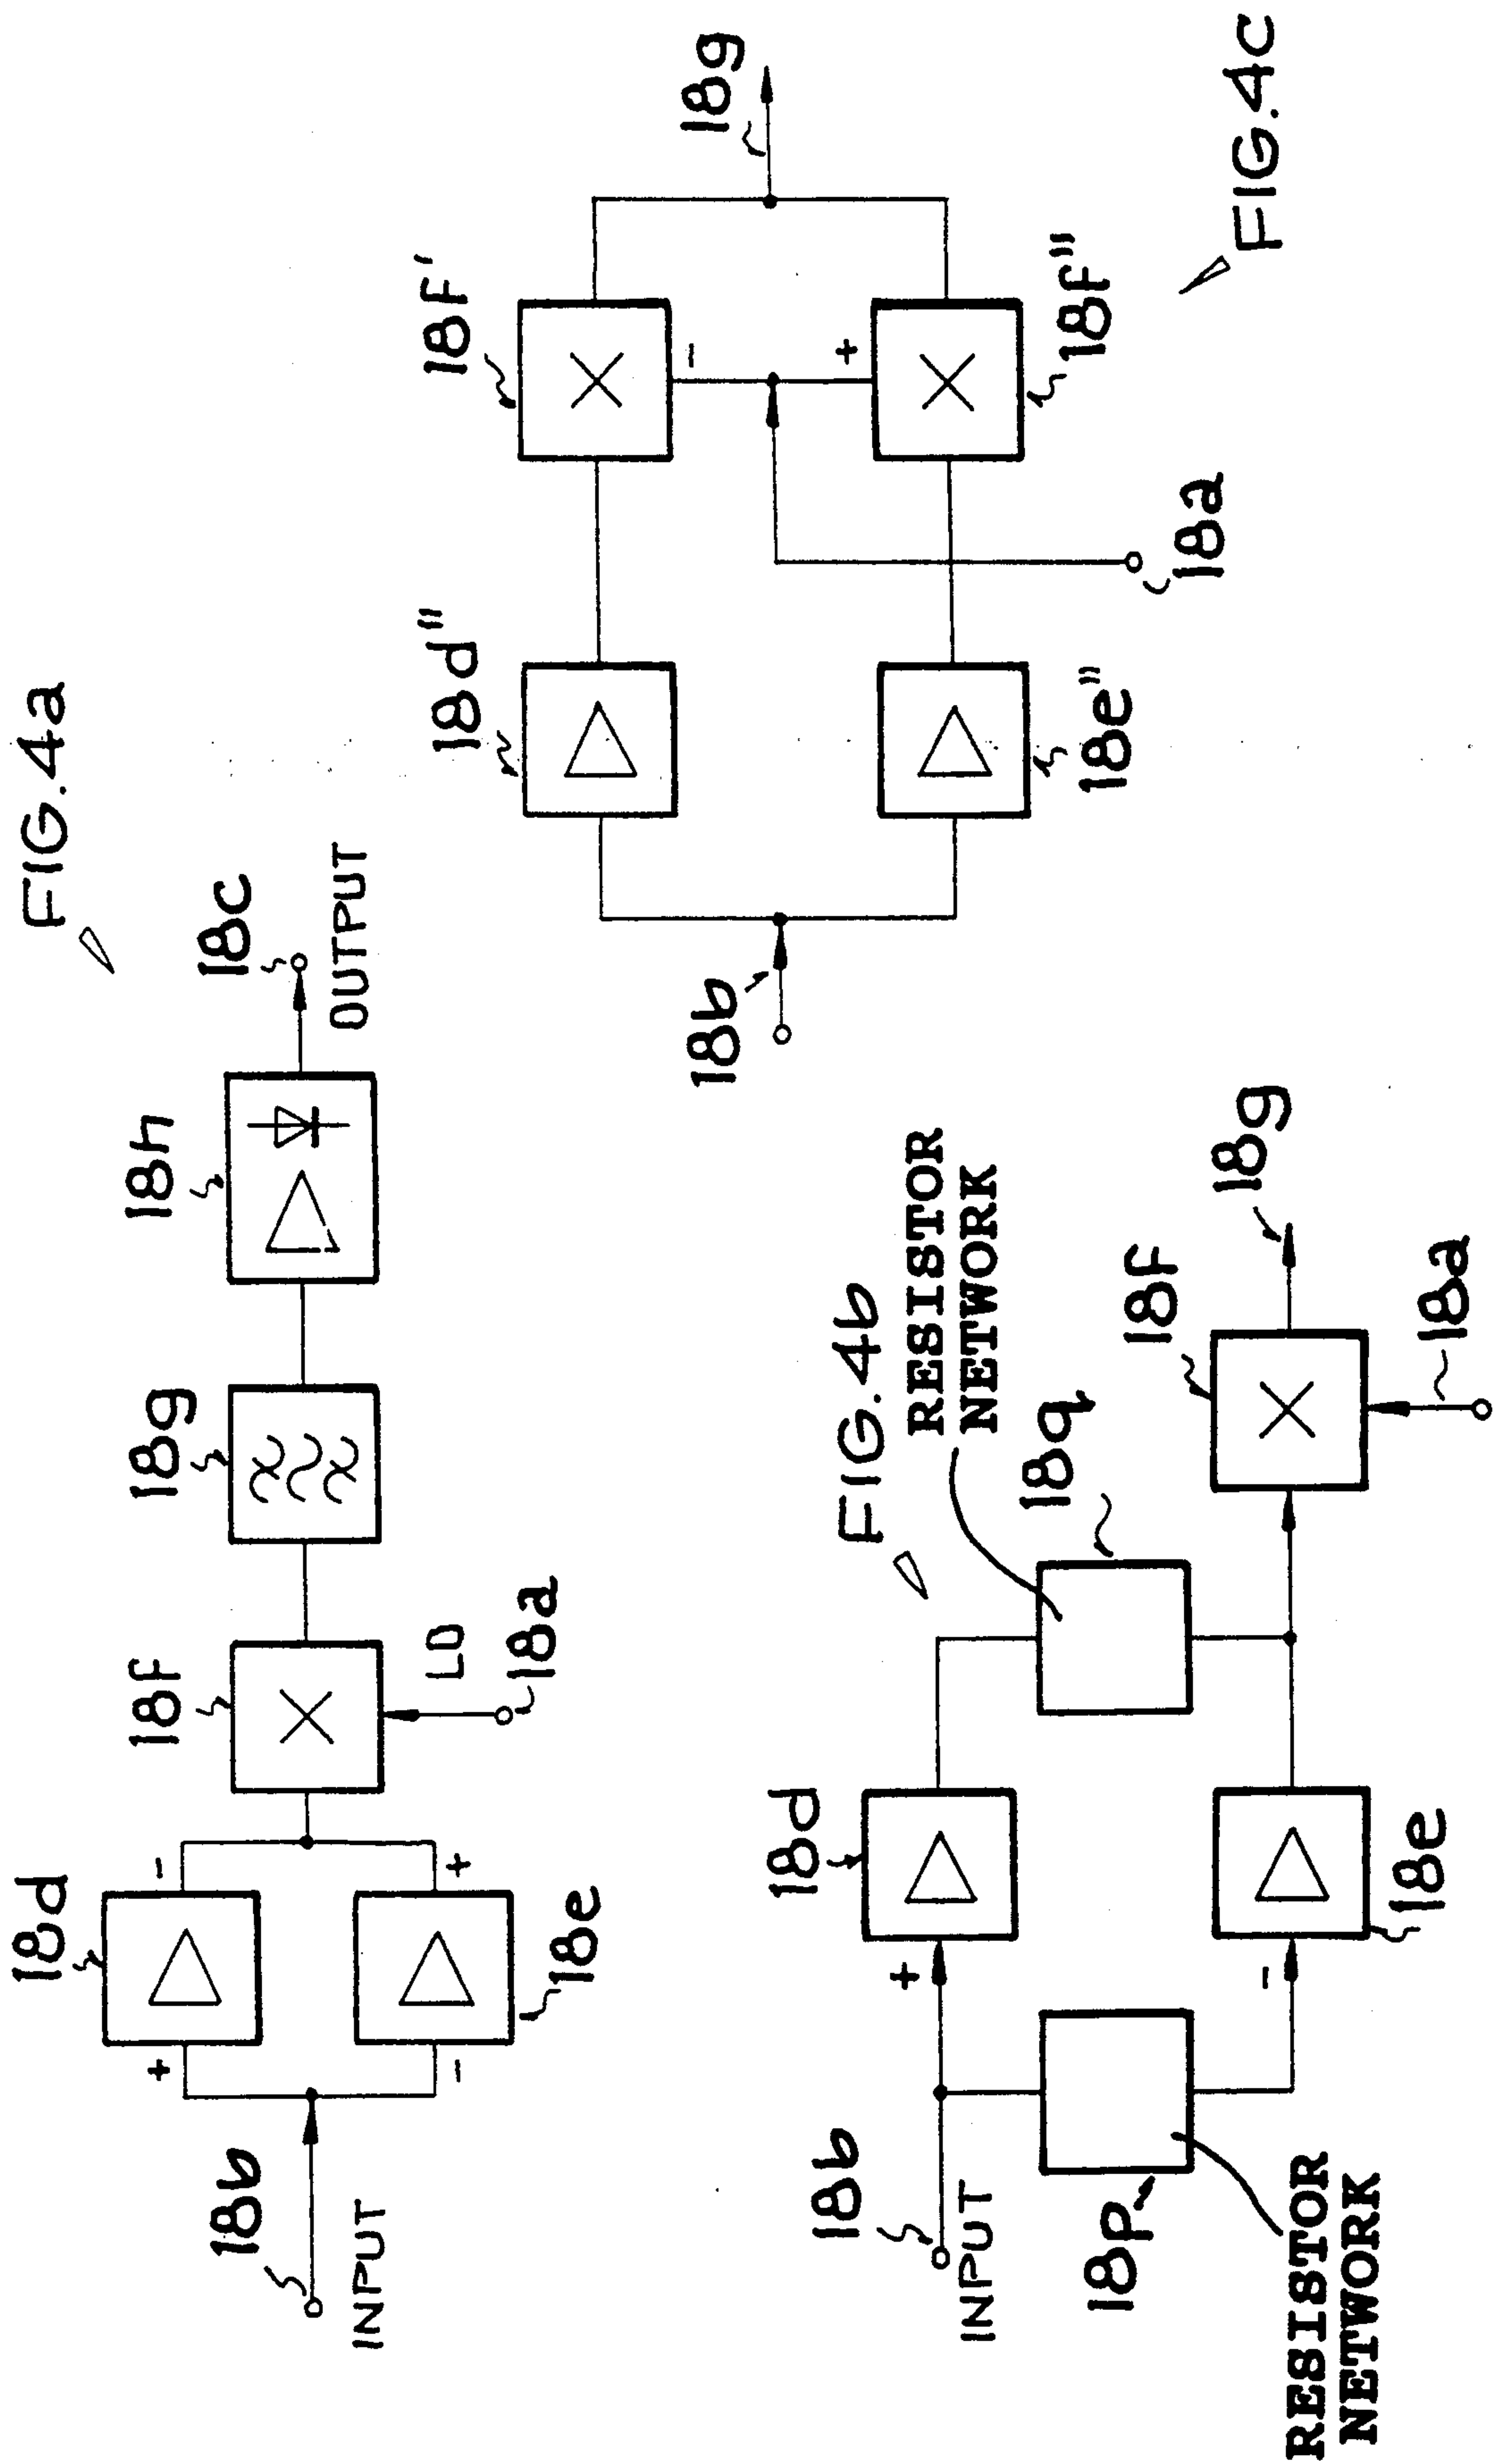 FIG.4a
18d
-
+
18b
INPUT
+
-
18e
18f
LO
18a
18g
18h
18c
OUTPUT
FIG.4b
RESISTOR
NETWORK
18q
18d
+
18b
INPUT
18p
RESISTOR
NETWORK
-
18e
18f
18g
18a
FIG.4c
18d"
18f'
-
+
18g
18b
18e"
18f"
18a